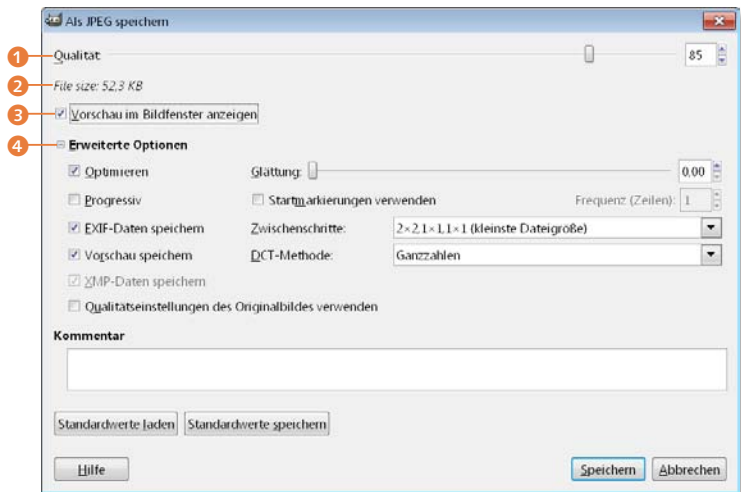 Als JPEG speichern
1 Qualität: 85
2 File size: 52,3 KB
3 Vorschau im Bildfenster anzeigen
4 Erweiterte Optionen
Optimieren Glättung: 0,00
Progressiv Startmarkierungen verwenden Frequenz (Zeilen): 1
EXIF-Daten speichern Zwischenschritte: 2×2,1×1,1×1 (kleinste Dateigröße)
Vorschau speichern DCT-Methode: Ganzzahlen
XMP-Daten speichern
Qualitätseinstellungen des Originalbildes verwenden
Kommentar
Standardwerte laden Standardwerte speichern
Hilfe Speichern Abbrechen